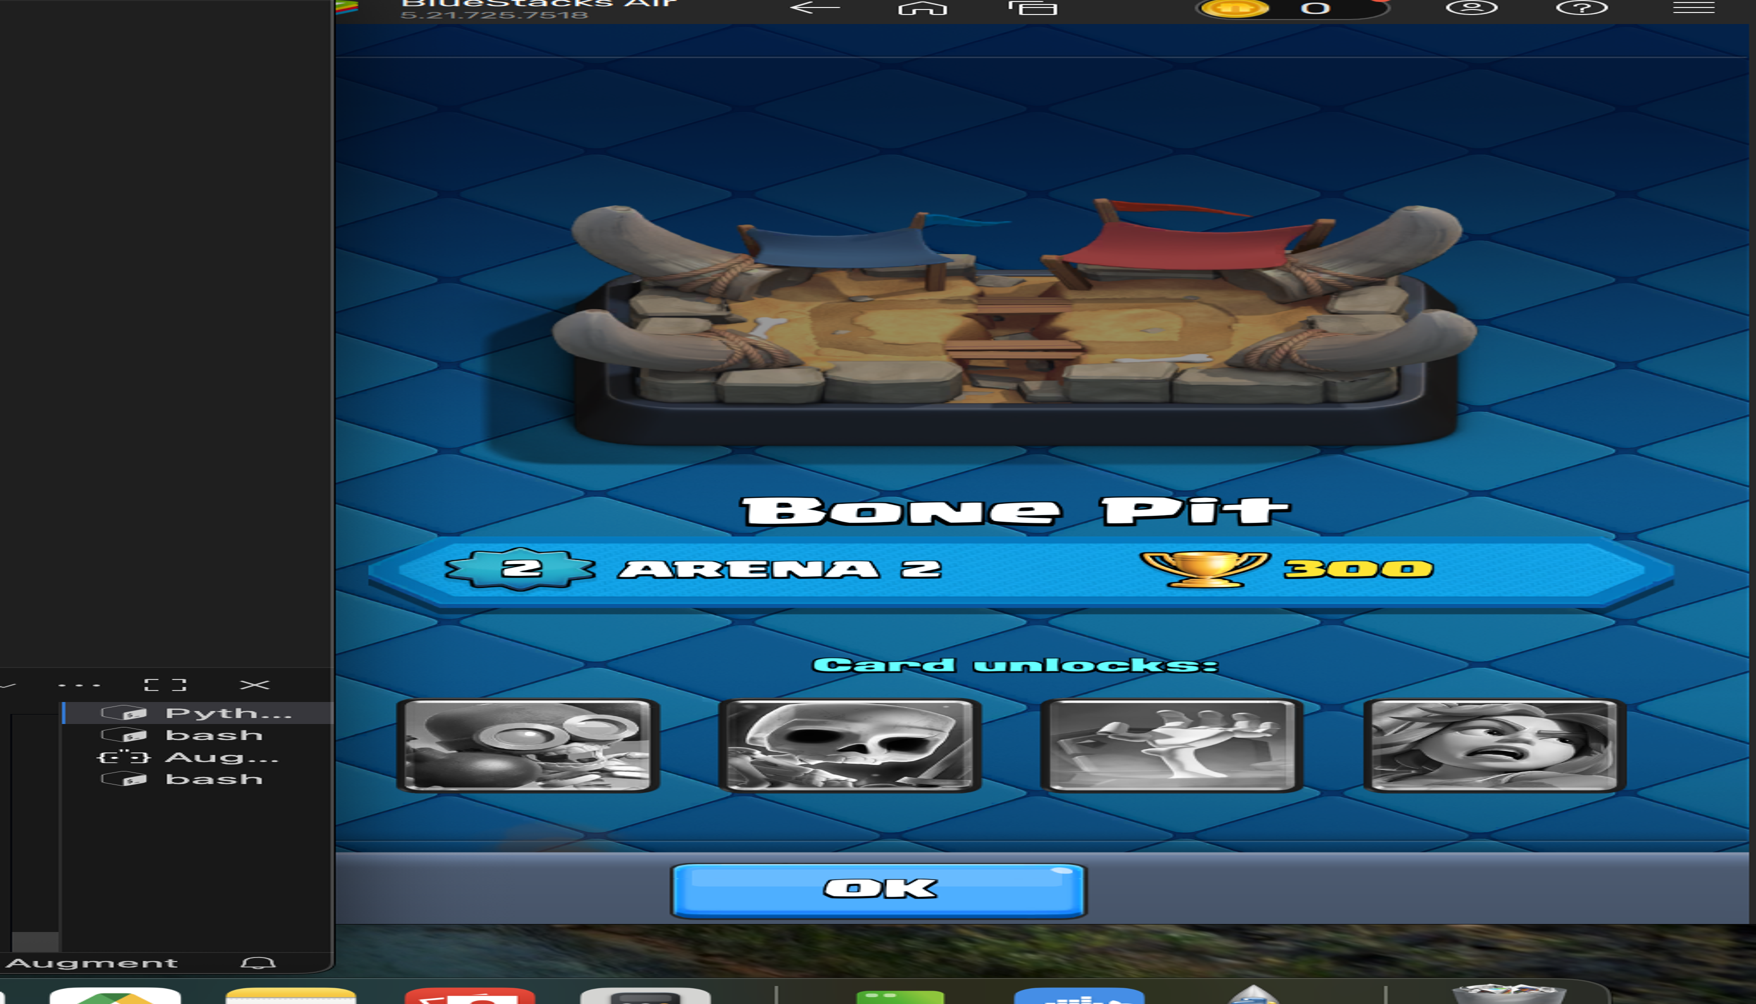 BlueStacks Air
5.21.725.7518
0
Bone Pit
2 ARENA 2 300
Card unlocks:
Pyth...
bash
Aug...
bash
OK
Augment